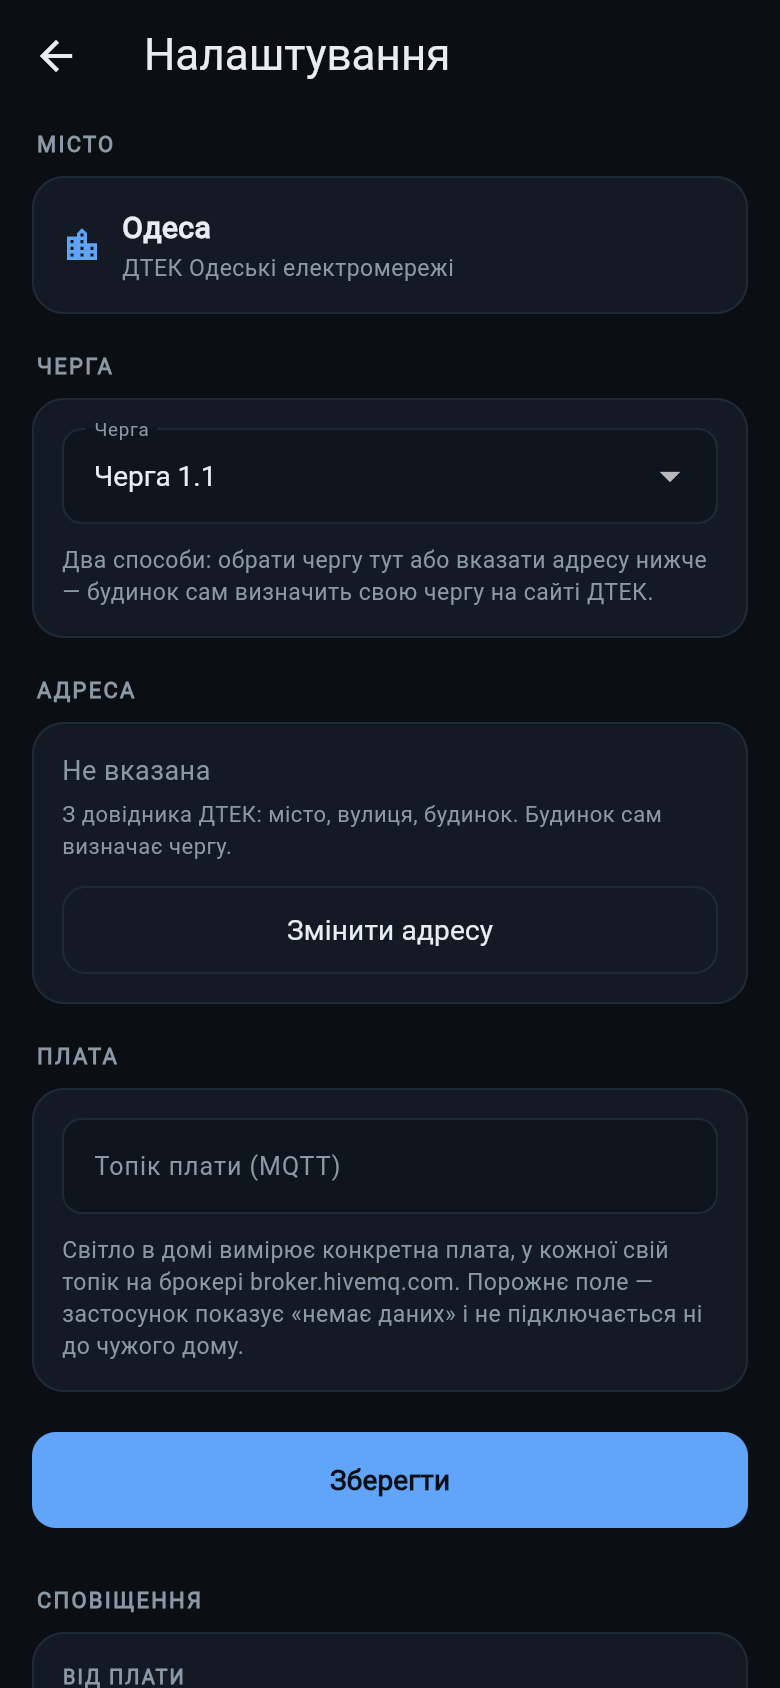 Налаштування
МІСТО
Одеса
ДТЕК Одеські електромережі
ЧЕРГА
Черга
Черга 1.1
Два способи: обрати чергу тут або вказати адресу нижче
— будинок сам визначить свою чергу на сайті ДТЕК.
АДРЕСА
Не вказана
З довідника ДТЕК: місто, вулиця, будинок. Будинок сам
визначає чергу.
Змінити адресу
ПЛАТА
Топік плати (MQTT)
Світло в домі вимірює конкретна плата, у кожної свій
топік на брокері broker.hivemq.com. Порожнє поле —
застосунок показує «немає даних» і не підключається ні
до чужого дому.
Зберегти
СПОВІЩЕННЯ
ВІД ПЛАТИ